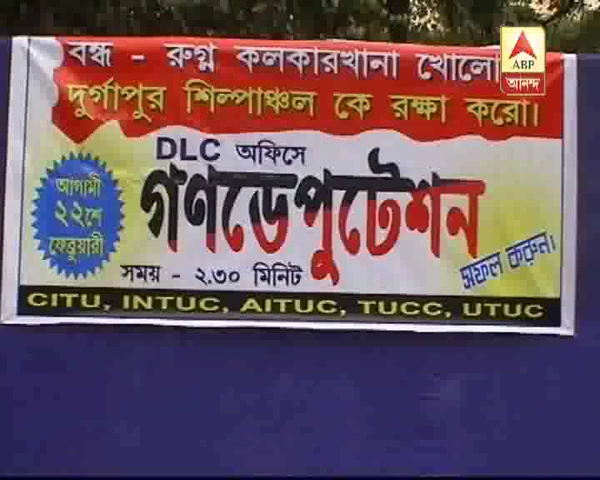 বন্ধ - রুগ্ন কলকারখানা খোলো
দুর্গাপুর শিল্পাঞ্চল কে রক্ষা করো।
DLC অফিসে
গণডেপুটেশন
আগামী
২২শে
ফেব্রুয়ারী
সময় - ২.৩০ মিনিট
সফল করুন।
CITU, INTUC, AITUC, TUCC, UTUC
ABP
আনন্দ